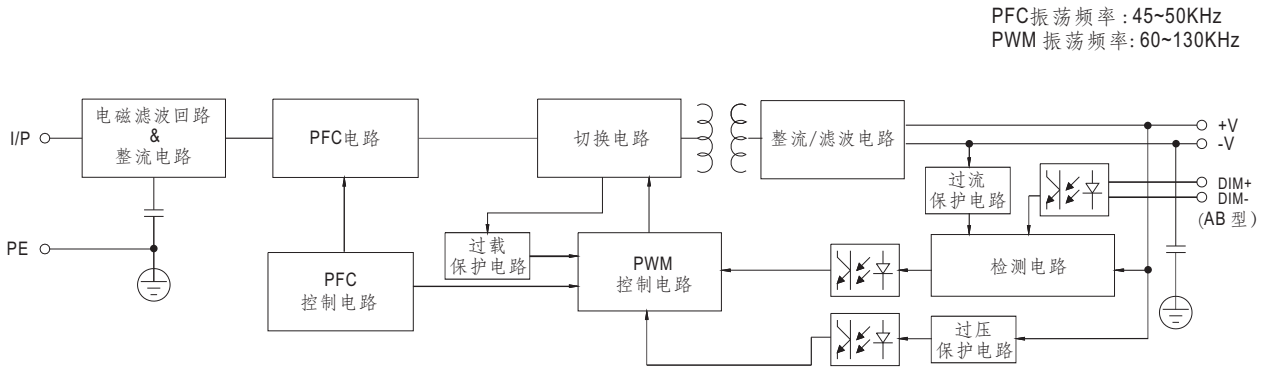 PFC振荡频率：45~50KHz
PWM 振荡频率：60~130KHz
I/P
电磁滤波回路
&
整流电路
PFC电路
切换电路
整流/滤波电路
+V
-V
过流
保护电路
DIM+
DIM-
(AB 型)
PE
过载
保护电路
PFC
控制电路
PWM
控制电路
检测电路
过压
保护电路